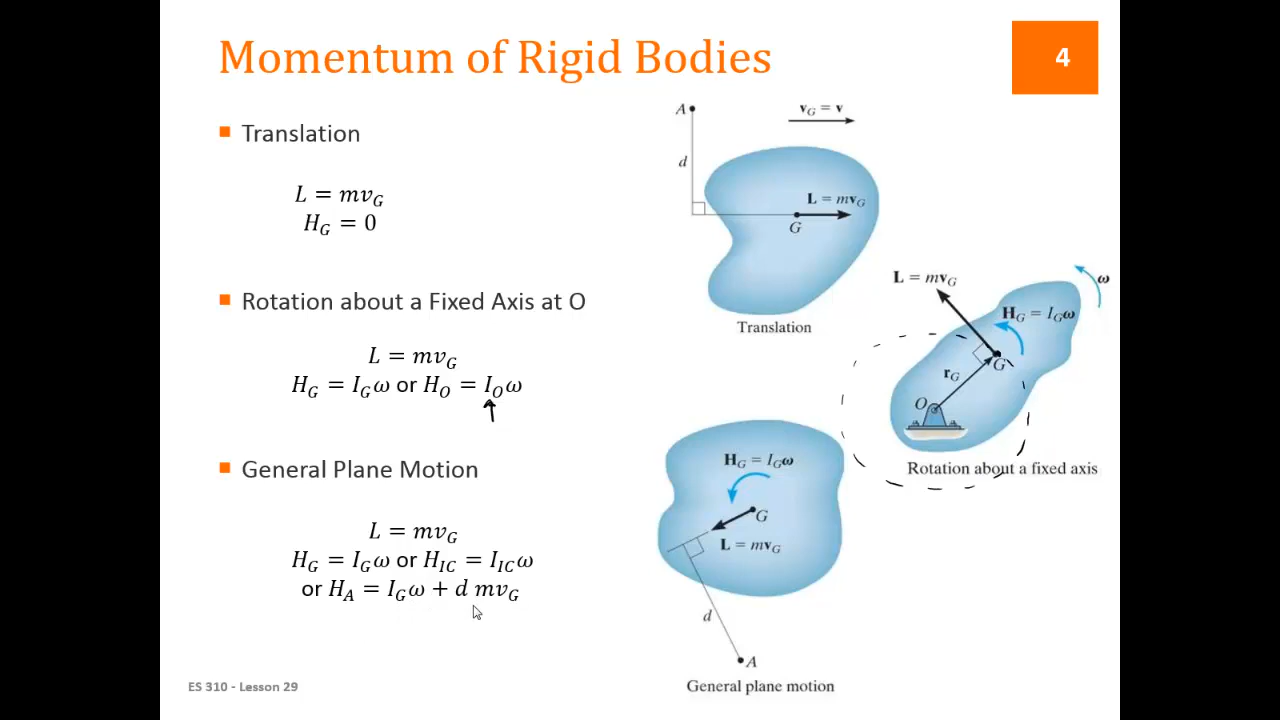 Momentum of Rigid Bodies
4
■ Translation
L = mv_G
H_G = 0
■ Rotation about a Fixed Axis at O
L = mv_G
H_G = I_Gω or H_O = I_Oω
■ General Plane Motion
L = mv_G
H_G = I_Gω or H_IC = I_ICω
or H_A = I_Gω + d mv_G
A
v_G = v
d
L = mv_G
G
Translation
L = mv_G
ω
H_G = I_Gω
G
r_G
O
Rotation about a fixed axis
H_G = I_Gω
G
L = mv_G
d
A
General plane motion
ES 310 - Lesson 29